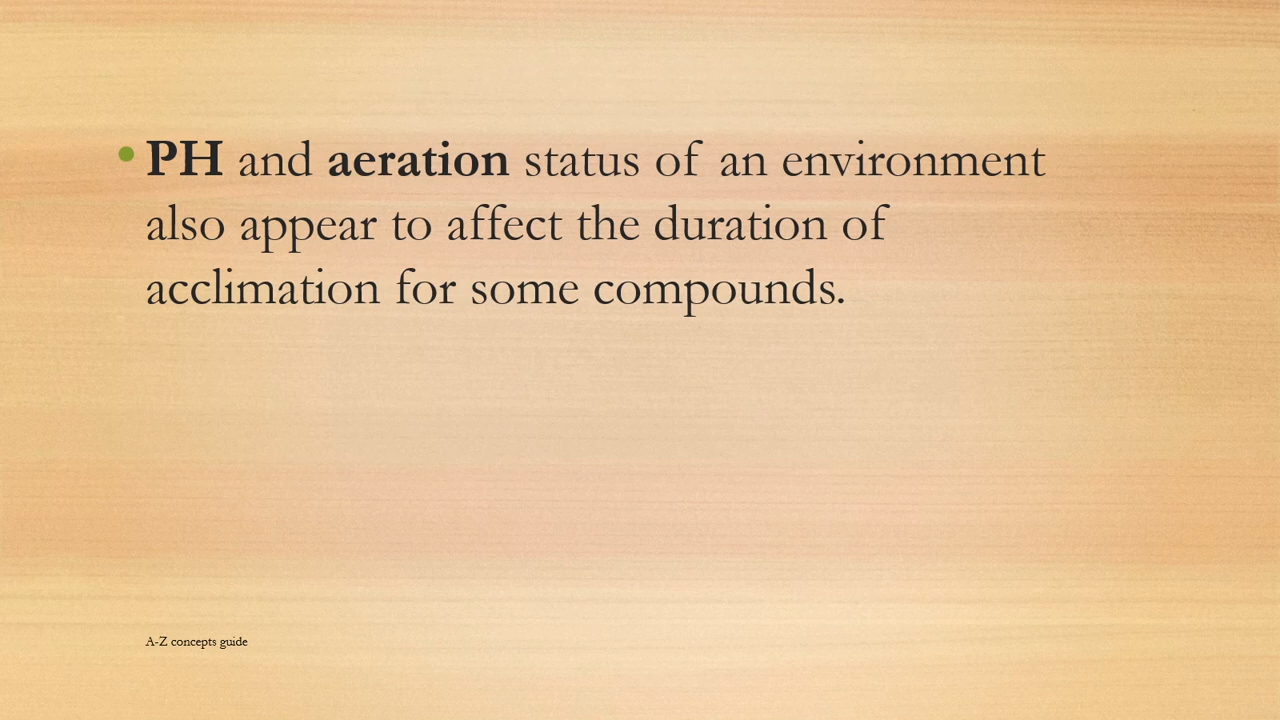 • PH and aeration status of an environment
also appear to affect the duration of
acclimation for some compounds.
A-Z concepts guide